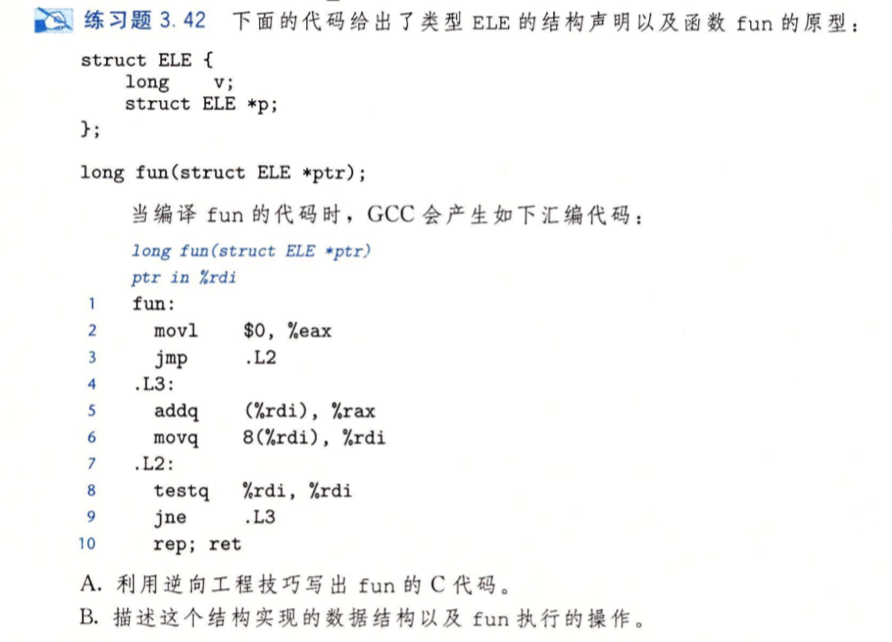 练习题 3.42 下面的代码给出了类型 ELE 的结构声明以及函数 fun 的原型：
struct ELE {
long v;
struct ELE *p;
};
long fun(struct ELE *ptr);
当编译 fun 的代码时，GCC 会产生如下汇编代码：
long fun(struct ELE *ptr)
ptr in %rdi
1 fun:
2 movl $0, %eax
3 jmp .L2
4 .L3:
5 addq (%rdi), %rax
6 movq 8(%rdi), %rdi
7 .L2:
8 testq %rdi, %rdi
9 jne .L3
10 rep; ret
A. 利用逆向工程技巧写出 fun 的 C 代码。
B. 描述这个结构实现的数据结构以及 fun 执行的操作。